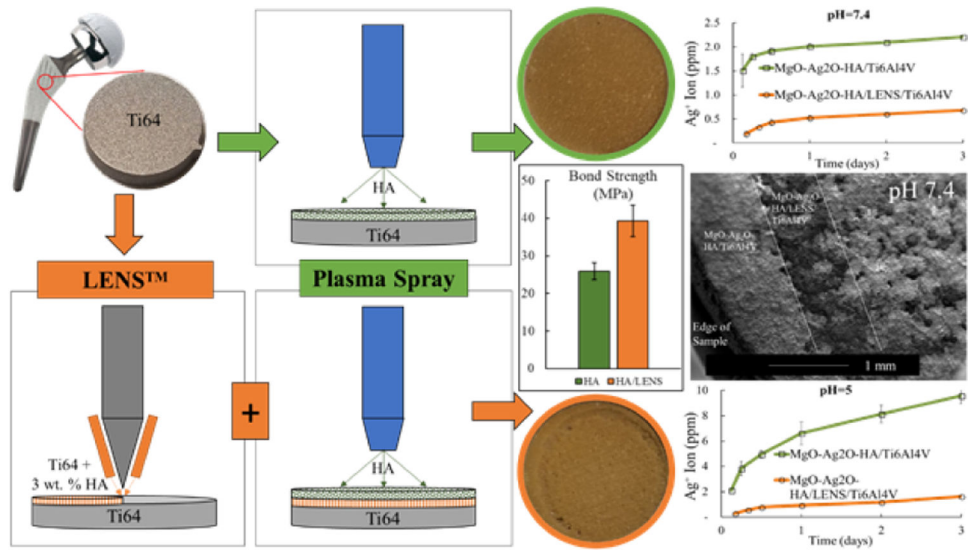 Ti64
HA
Ti64
LENS™
Plasma Spray
Ti64 +
3 wt. % HA
Ti64
+
HA
Ti64
Bond Strength
(MPa)
50
40
30
20
10
0
HA
HA/LENS
pH=7.4
Ag+ Ion (ppm)
2.5
2.0
1.5
1.0
0.5
-
MgO-Ag2O-HA/Ti6Al4V
MgO-Ag2O-HA/LENS/Ti6Al4V
0
1
2
3
Time (days)
pH 7.4
MgO-Ag₂O
HA/LENS/
Ti6Al4V
MgO-Ag₂O
HA/Ti6Al4V
Edge of
Sample
1 mm
pH=5
Ag+ Ion (ppm)
10
8
6
4
2
-
MgO-Ag2O-HA/Ti6Al4V
MgO-Ag2O-
HA/LENS/Ti6Al4V
0
1
2
3
Time (days)